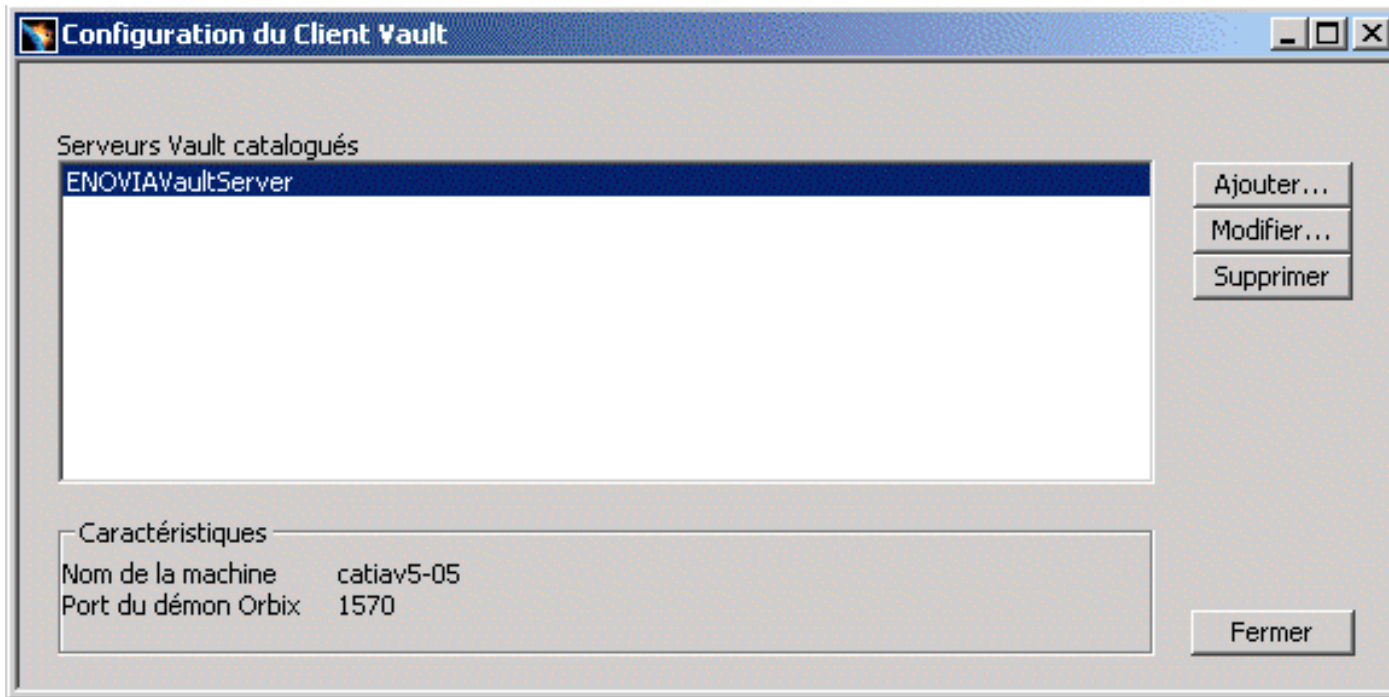 Configuration du Client Vault
Serveurs Vault catalogués
ENOVIAVaultServer
Ajouter...
Modifier...
Supprimer
Caractéristiques
Nom de la machine catiav5-05
Port du démon Orbix 1570
Fermer